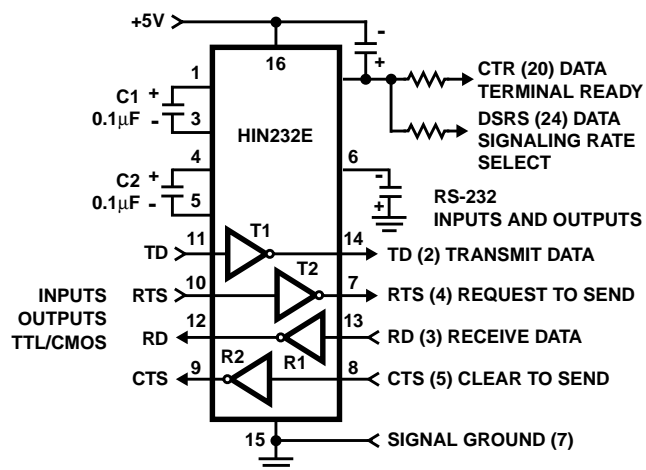 +5V
-
+
16
1
CTR (20) DATA
TERMINAL READY
C1
+
0.1μF
-
3
DSRS (24) DATA
SIGNALING RATE
SELECT
HIN232E
4
6
C2
+
0.1μF
-
5
-
+
RS-232
INPUTS AND OUTPUTS
T1
TD
11
14
TD (2) TRANSMIT DATA
T2
RTS
10
7
RTS (4) REQUEST TO SEND
INPUTS
OUTPUTS
TTL/CMOS
RD
12
13
RD (3) RECEIVE DATA
R1
R2
CTS
9
8
CTS (5) CLEAR TO SEND
15
SIGNAL GROUND (7)